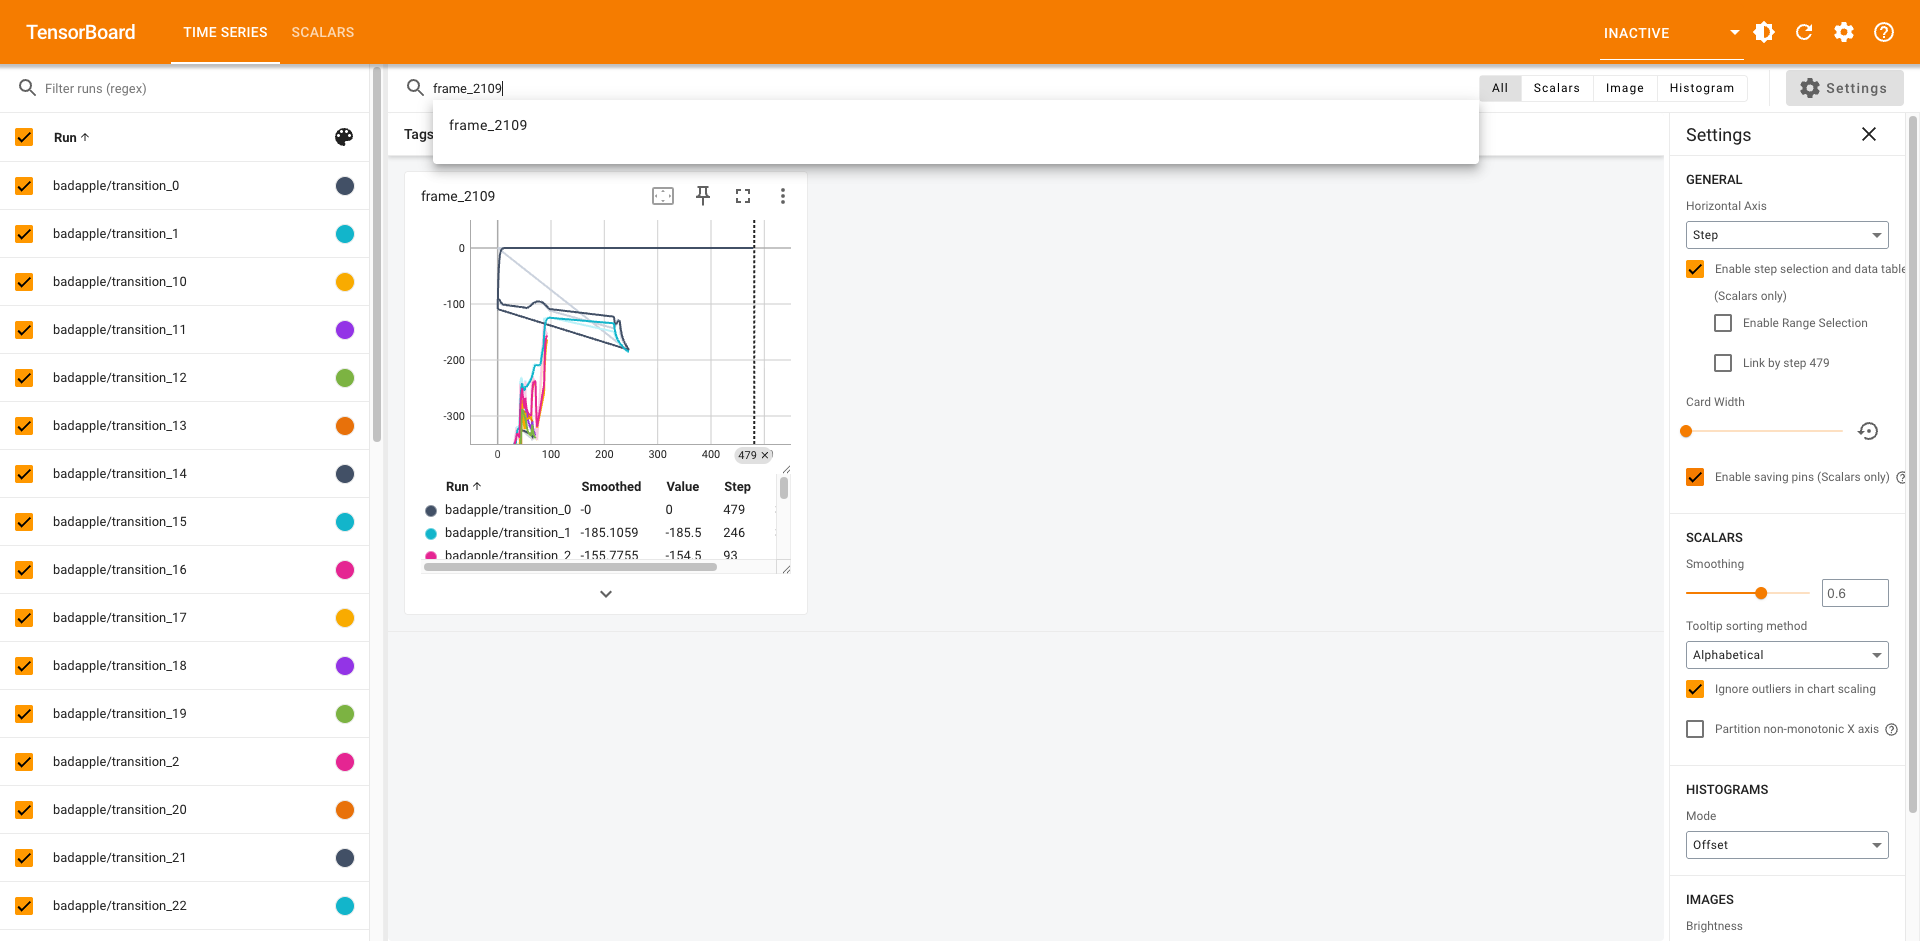 TensorBoard
TIME SERIES
SCALARS
INACTIVE
Filter runs (regex)
Run
badapple/transition_0
badapple/transition_1
badapple/transition_10
badapple/transition_11
badapple/transition_12
badapple/transition_13
badapple/transition_14
badapple/transition_15
badapple/transition_16
badapple/transition_17
badapple/transition_18
badapple/transition_19
badapple/transition_2
badapple/transition_20
badapple/transition_21
badapple/transition_22
frame_2109
All
Scalars
Image
Histogram
Settings
frame_2109
Tags
frame_2109
0
-100
-200
-300
0 100 200 300 400 479
Run Smoothed Value Step
badapple/transition_0 -0 0 479
badapple/transition_1 -185.1059 -185.5 246
badapple/transition_2 -155.7755 -154.5 93
Settings
GENERAL
Horizontal Axis
Step
Enable step selection and data table
(Scalars only)
Enable Range Selection
Link by step 479
Card Width
Enable saving pins (Scalars only)
SCALARS
Smoothing
0.6
Tooltip sorting method
Alphabetical
Ignore outliers in chart scaling
Partition non-monotonic X axis
HISTOGRAMS
Mode
Offset
IMAGES
Brightness